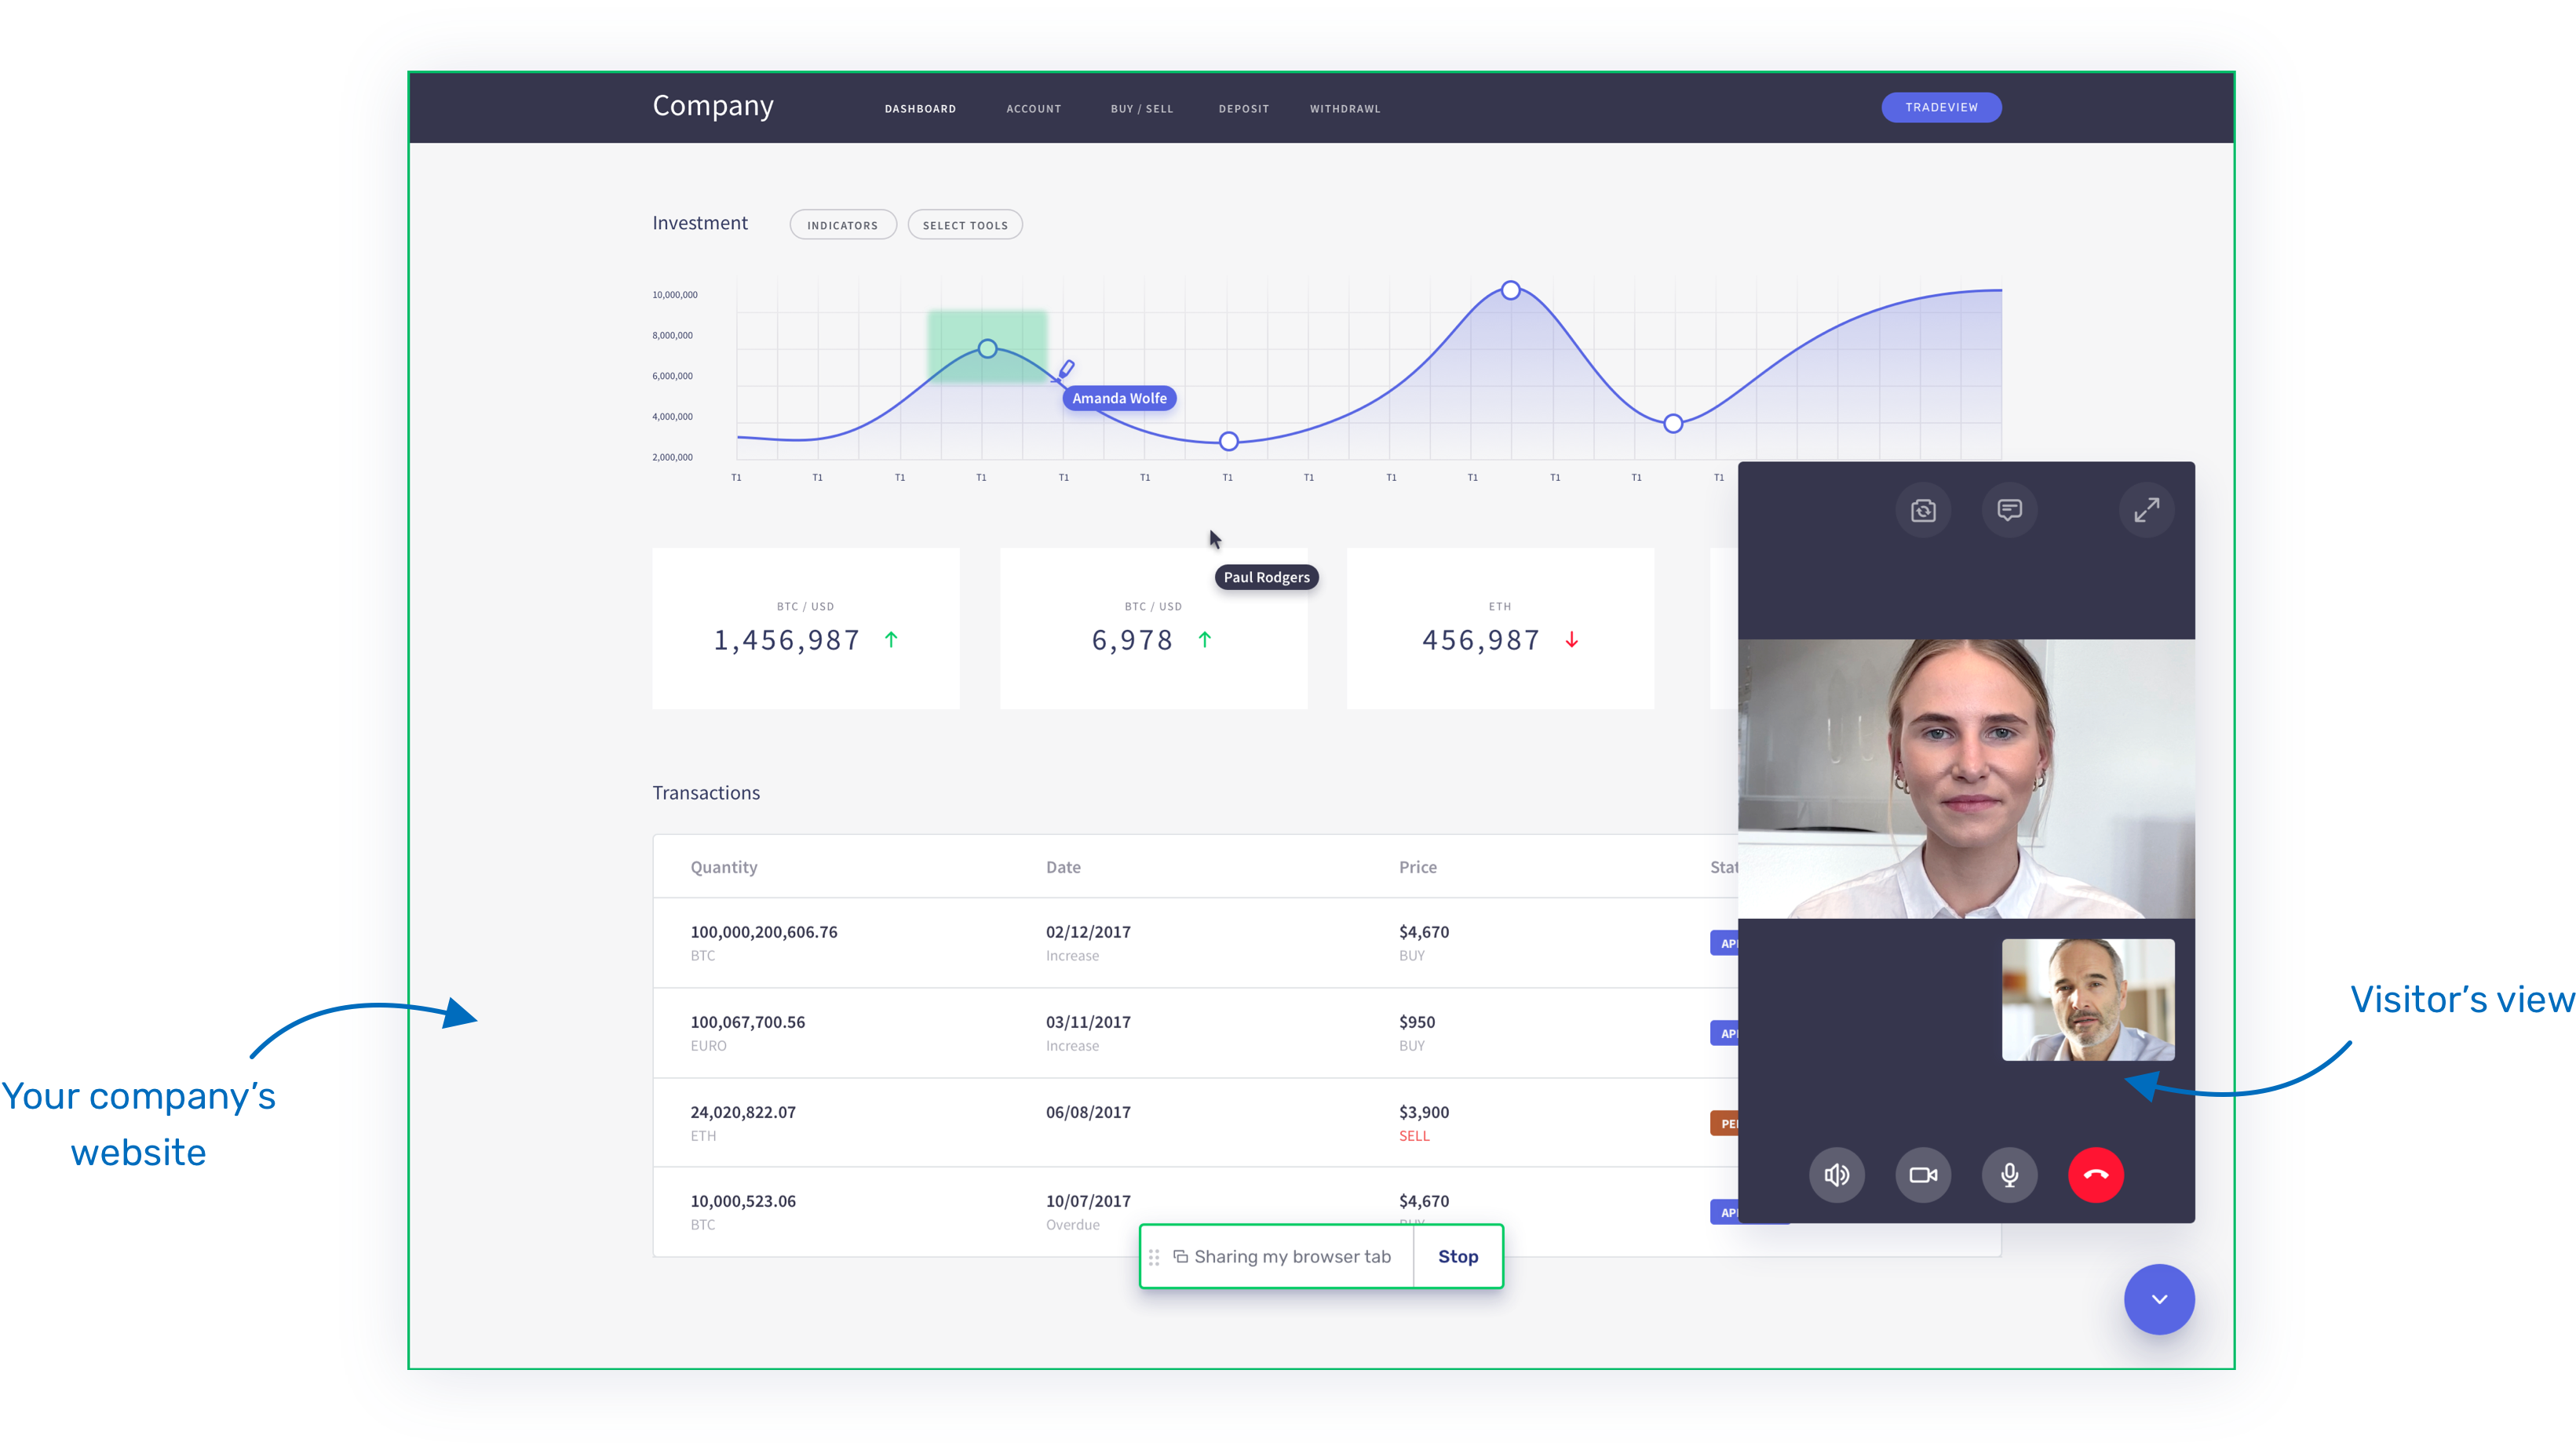 Company
DASHBOARD
ACCOUNT
BUY / SELL
DEPOSIT
WITHDRAWL
TRADEVIEW
Investment
INDICATORS
SELECT TOOLS
10,000,000
8,000,000
6,000,000
4,000,000
2,000,000
Amanda Wolfe
T1 T1 T1 T1 T1 T1 T1 T1 T1 T1 T1 T1 T1
Paul Rodgers
BTC / USD
1,456,987
BTC / USD
6,978
ETH
456,987
Transactions
Quantity Date Price Stat
100,000,200,606.76 02/12/2017 $4,670
BTC Increase BUY
100,067,700.56 03/11/2017 $950
EURO Increase BUY
24,020,822.07 06/08/2017 $3,900
ETH SELL
10,000,523.06 10/07/2017 $4,670
BTC Overdue BUY
Sharing my browser tab
Stop
Your company's
website
Visitor's view